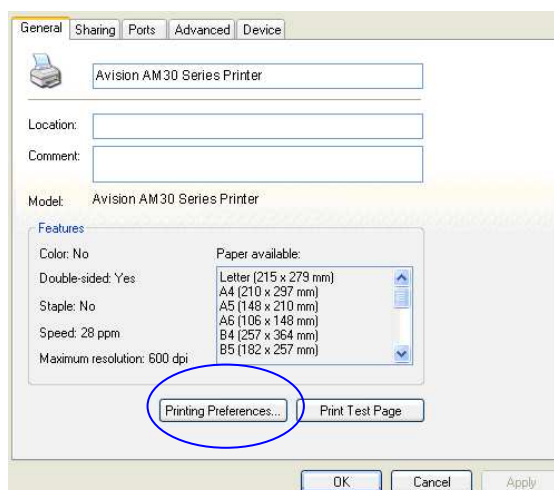 General Sharing Ports Advanced Device
Avision AM30 Series Printer
Location:
Comment:
Model: Avision AM30 Series Printer
Features
Color: No
Double-sided: Yes
Staple: No
Speed: 28 ppm
Maximum resolution: 600 dpi
Paper available:
Letter (215 x 279 mm)
A4 (210 x 297 mm)
A5 (148 x 210 mm)
A6 (106 x 148 mm)
B4 (257 x 364 mm)
B5 (182 x 257 mm)
Printing Preferences... Print Test Page
OK Cancel Apply